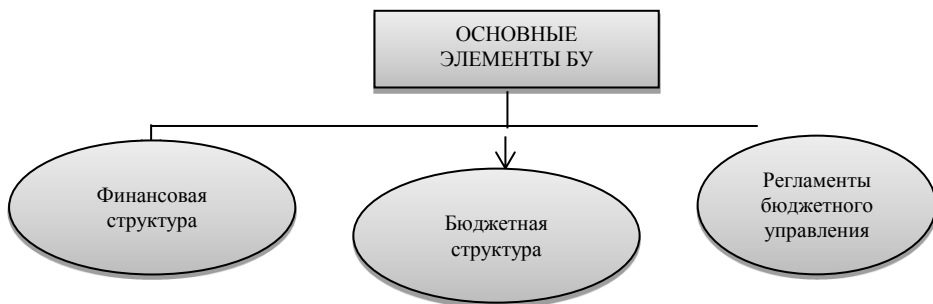 ОСНОВНЫЕ
ЭЛЕМЕНТЫ БУ
Финансовая
структура
Бюджетная
структура
Регламенты
бюджетного
управления